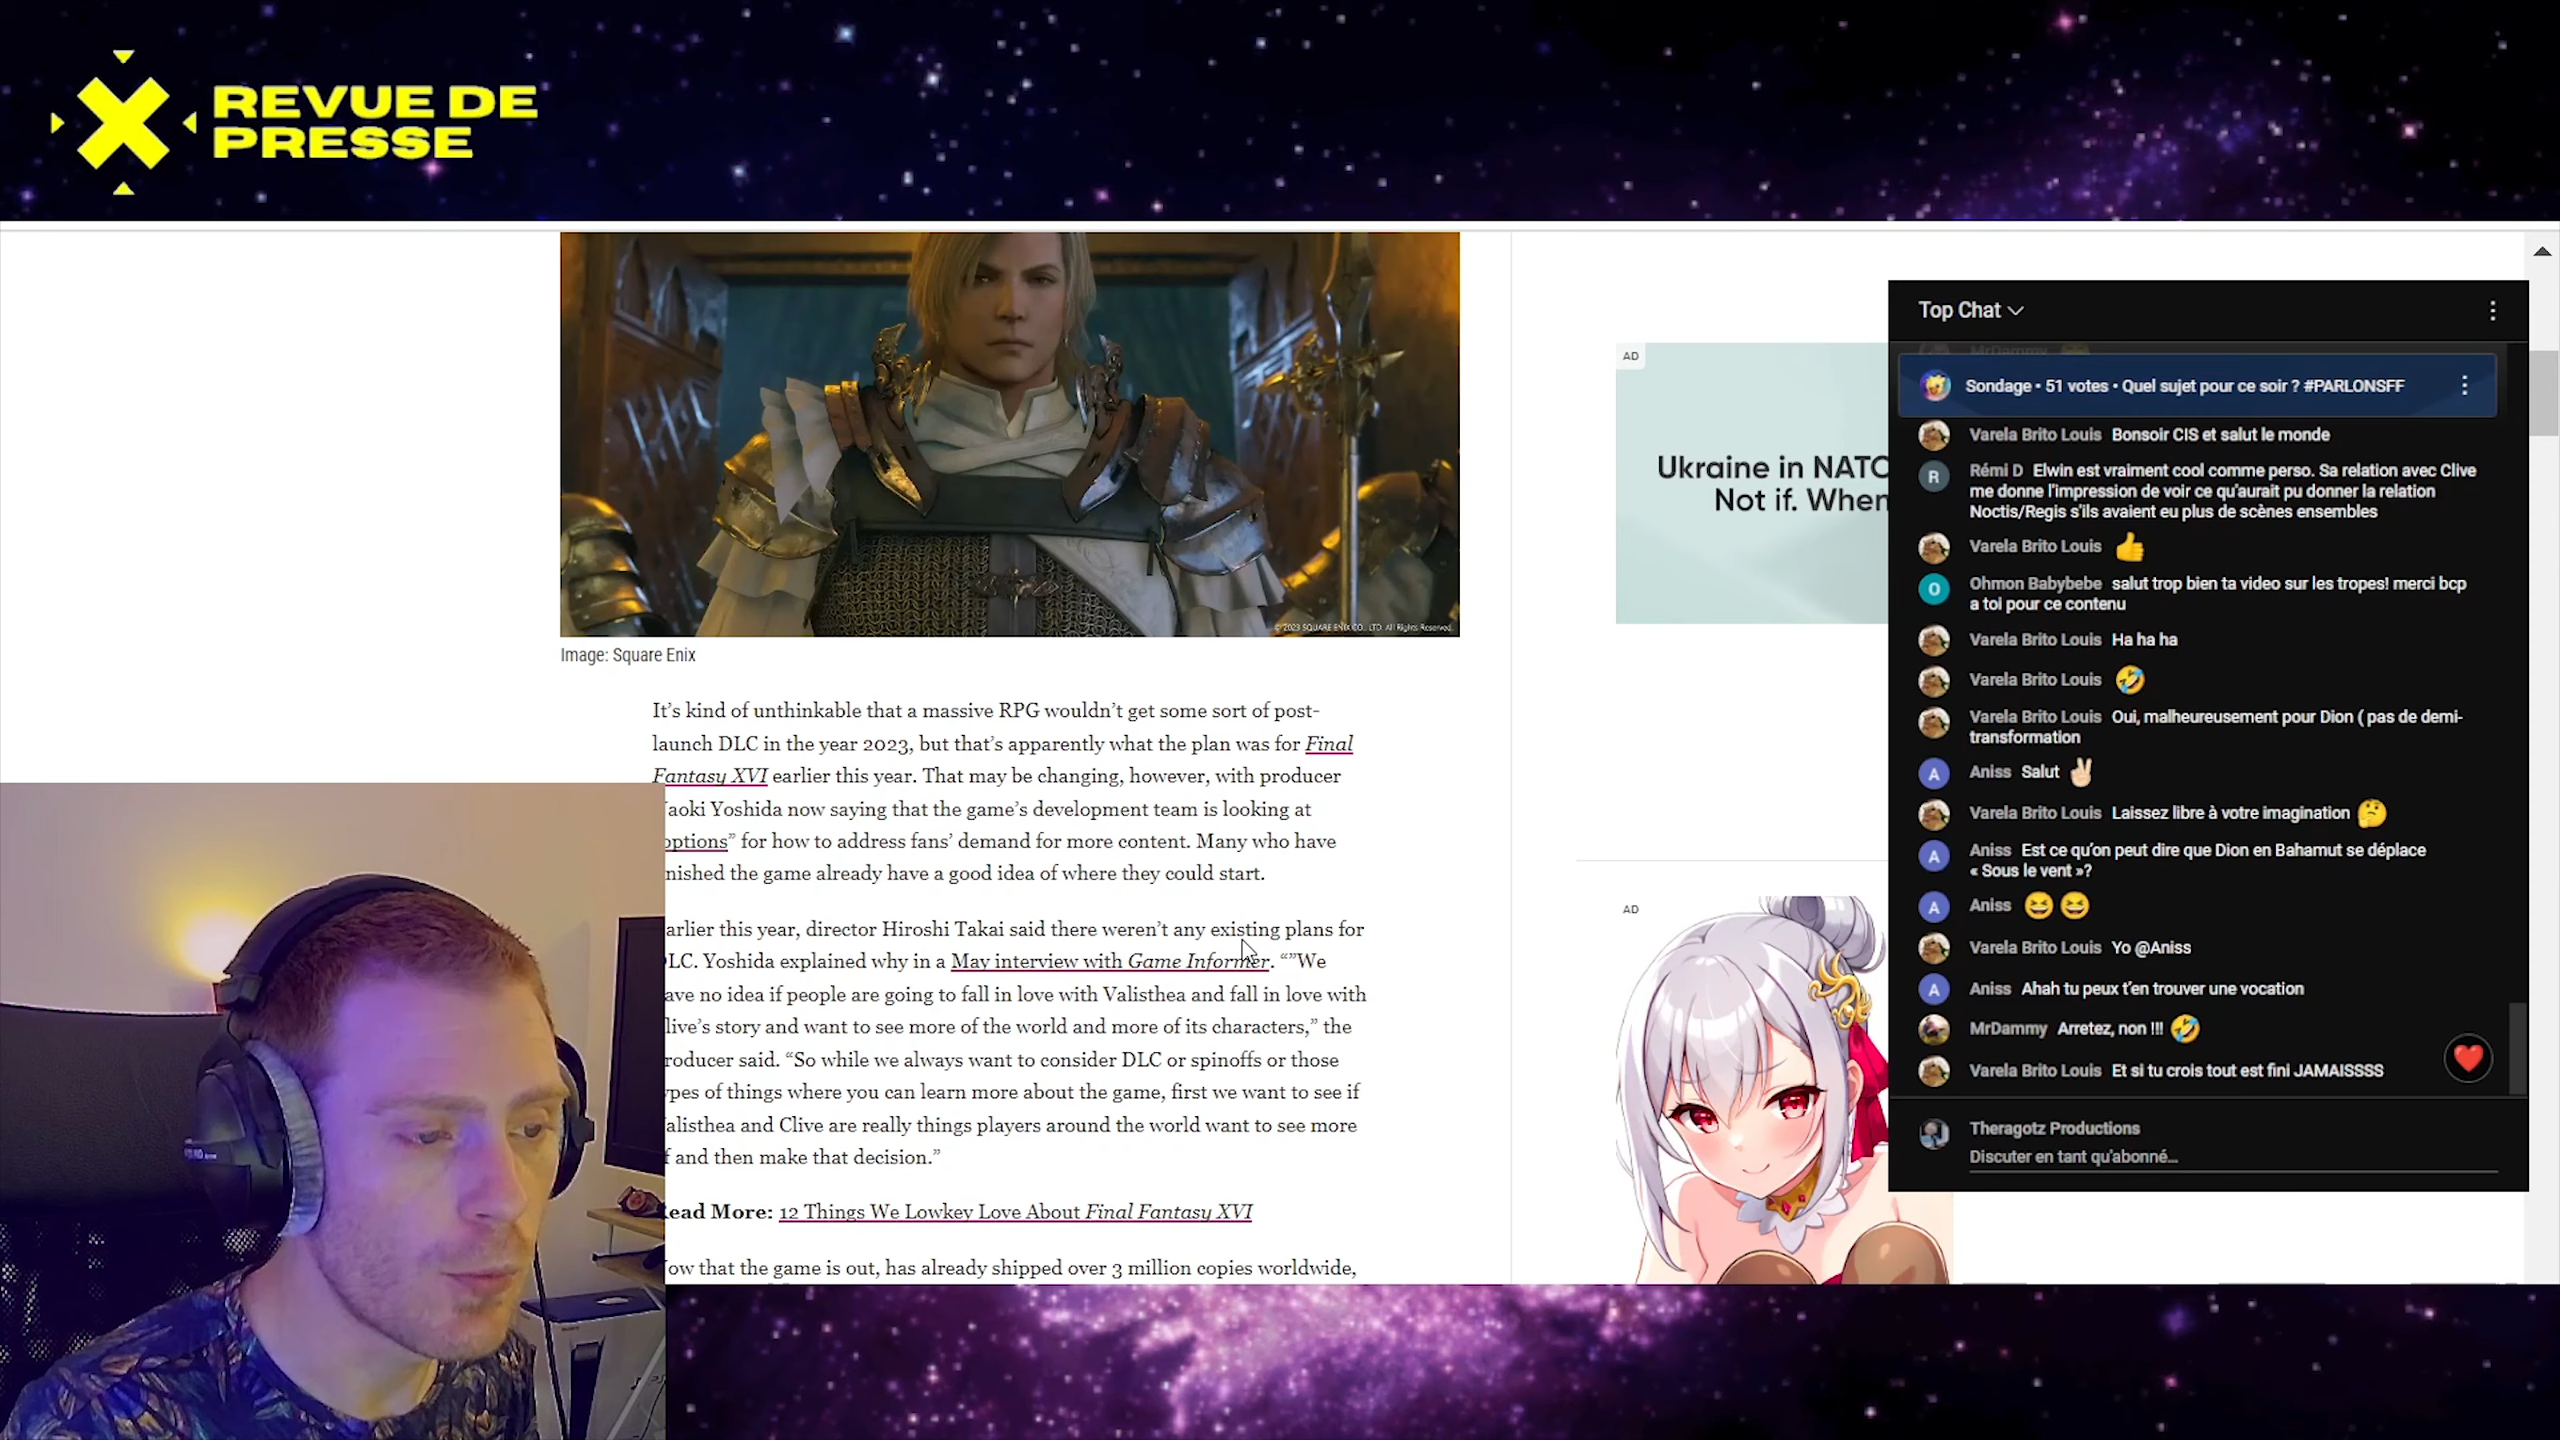 REVUE DE
PRESSE
© 2023 SQUARE ENIX CO., LTD. All Rights Reserved.
Image: Square Enix
It’s kind of unthinkable that a massive RPG wouldn’t get some sort of post-
launch DLC in the year 2023, but that’s apparently what the plan was for Final
Fantasy XVI earlier this year. That may be changing, however, with producer
aoki Yoshida now saying that the game’s development team is looking at
options” for how to address fans’ demand for more content. Many who have
nished the game already have a good idea of where they could start.
arlier this year, director Hiroshi Takai said there weren’t any existing plans for
LC. Yoshida explained why in a May interview with Game Informer. “”We
ave no idea if people are going to fall in love with Valisthea and fall in love with
live’s story and want to see more of the world and more of its characters,” the
roducer said. “So while we always want to consider DLC or spinoffs or those
ypes of things where you can learn more about the game, first we want to see if
alisthea and Clive are really things players around the world want to see more
f and then make that decision.”
Read More: 12 Things We Lowkey Love About Final Fantasy XVI
ow that the game is out, has already shipped over 3 million copies worldwide,
AD
Ukraine in NATO
Not if. When
AD
Top Chat
MrDammy
Sondage • 51 votes • Quel sujet pour ce soir ? #PARLONSFF
Varela Brito Louis Bonsoir CIS et salut le monde
R Rémi D Elwin est vraiment cool comme perso. Sa relation avec Clive
me donne l'impression de voir ce qu'aurait pu donner la relation
Noctis/Regis s'ils avaient eu plus de scènes ensembles
Varela Brito Louis 👍
O Ohmon Babybebe salut trop bien ta video sur les tropes! merci bcp
a toi pour ce contenu
Varela Brito Louis Ha ha ha
Varela Brito Louis 🤣
Varela Brito Louis Oui, malheureusement pour Dion ( pas de demi-
transformation
A Aniss Salut ✌🏻
Varela Brito Louis Laissez libre à votre imagination 🤔
A Aniss Est ce qu'on peut dire que Dion en Bahamut se déplace
« Sous le vent »?
A Aniss 😆 😆
Varela Brito Louis Yo @Aniss
A Aniss Ahah tu peux t'en trouver une vocation
MrDammy Arretez, non !!! 🤣
Varela Brito Louis Et si tu crois tout est fini JAMAISSSS
Theragotz Productions
Discuter en tant qu'abonné...